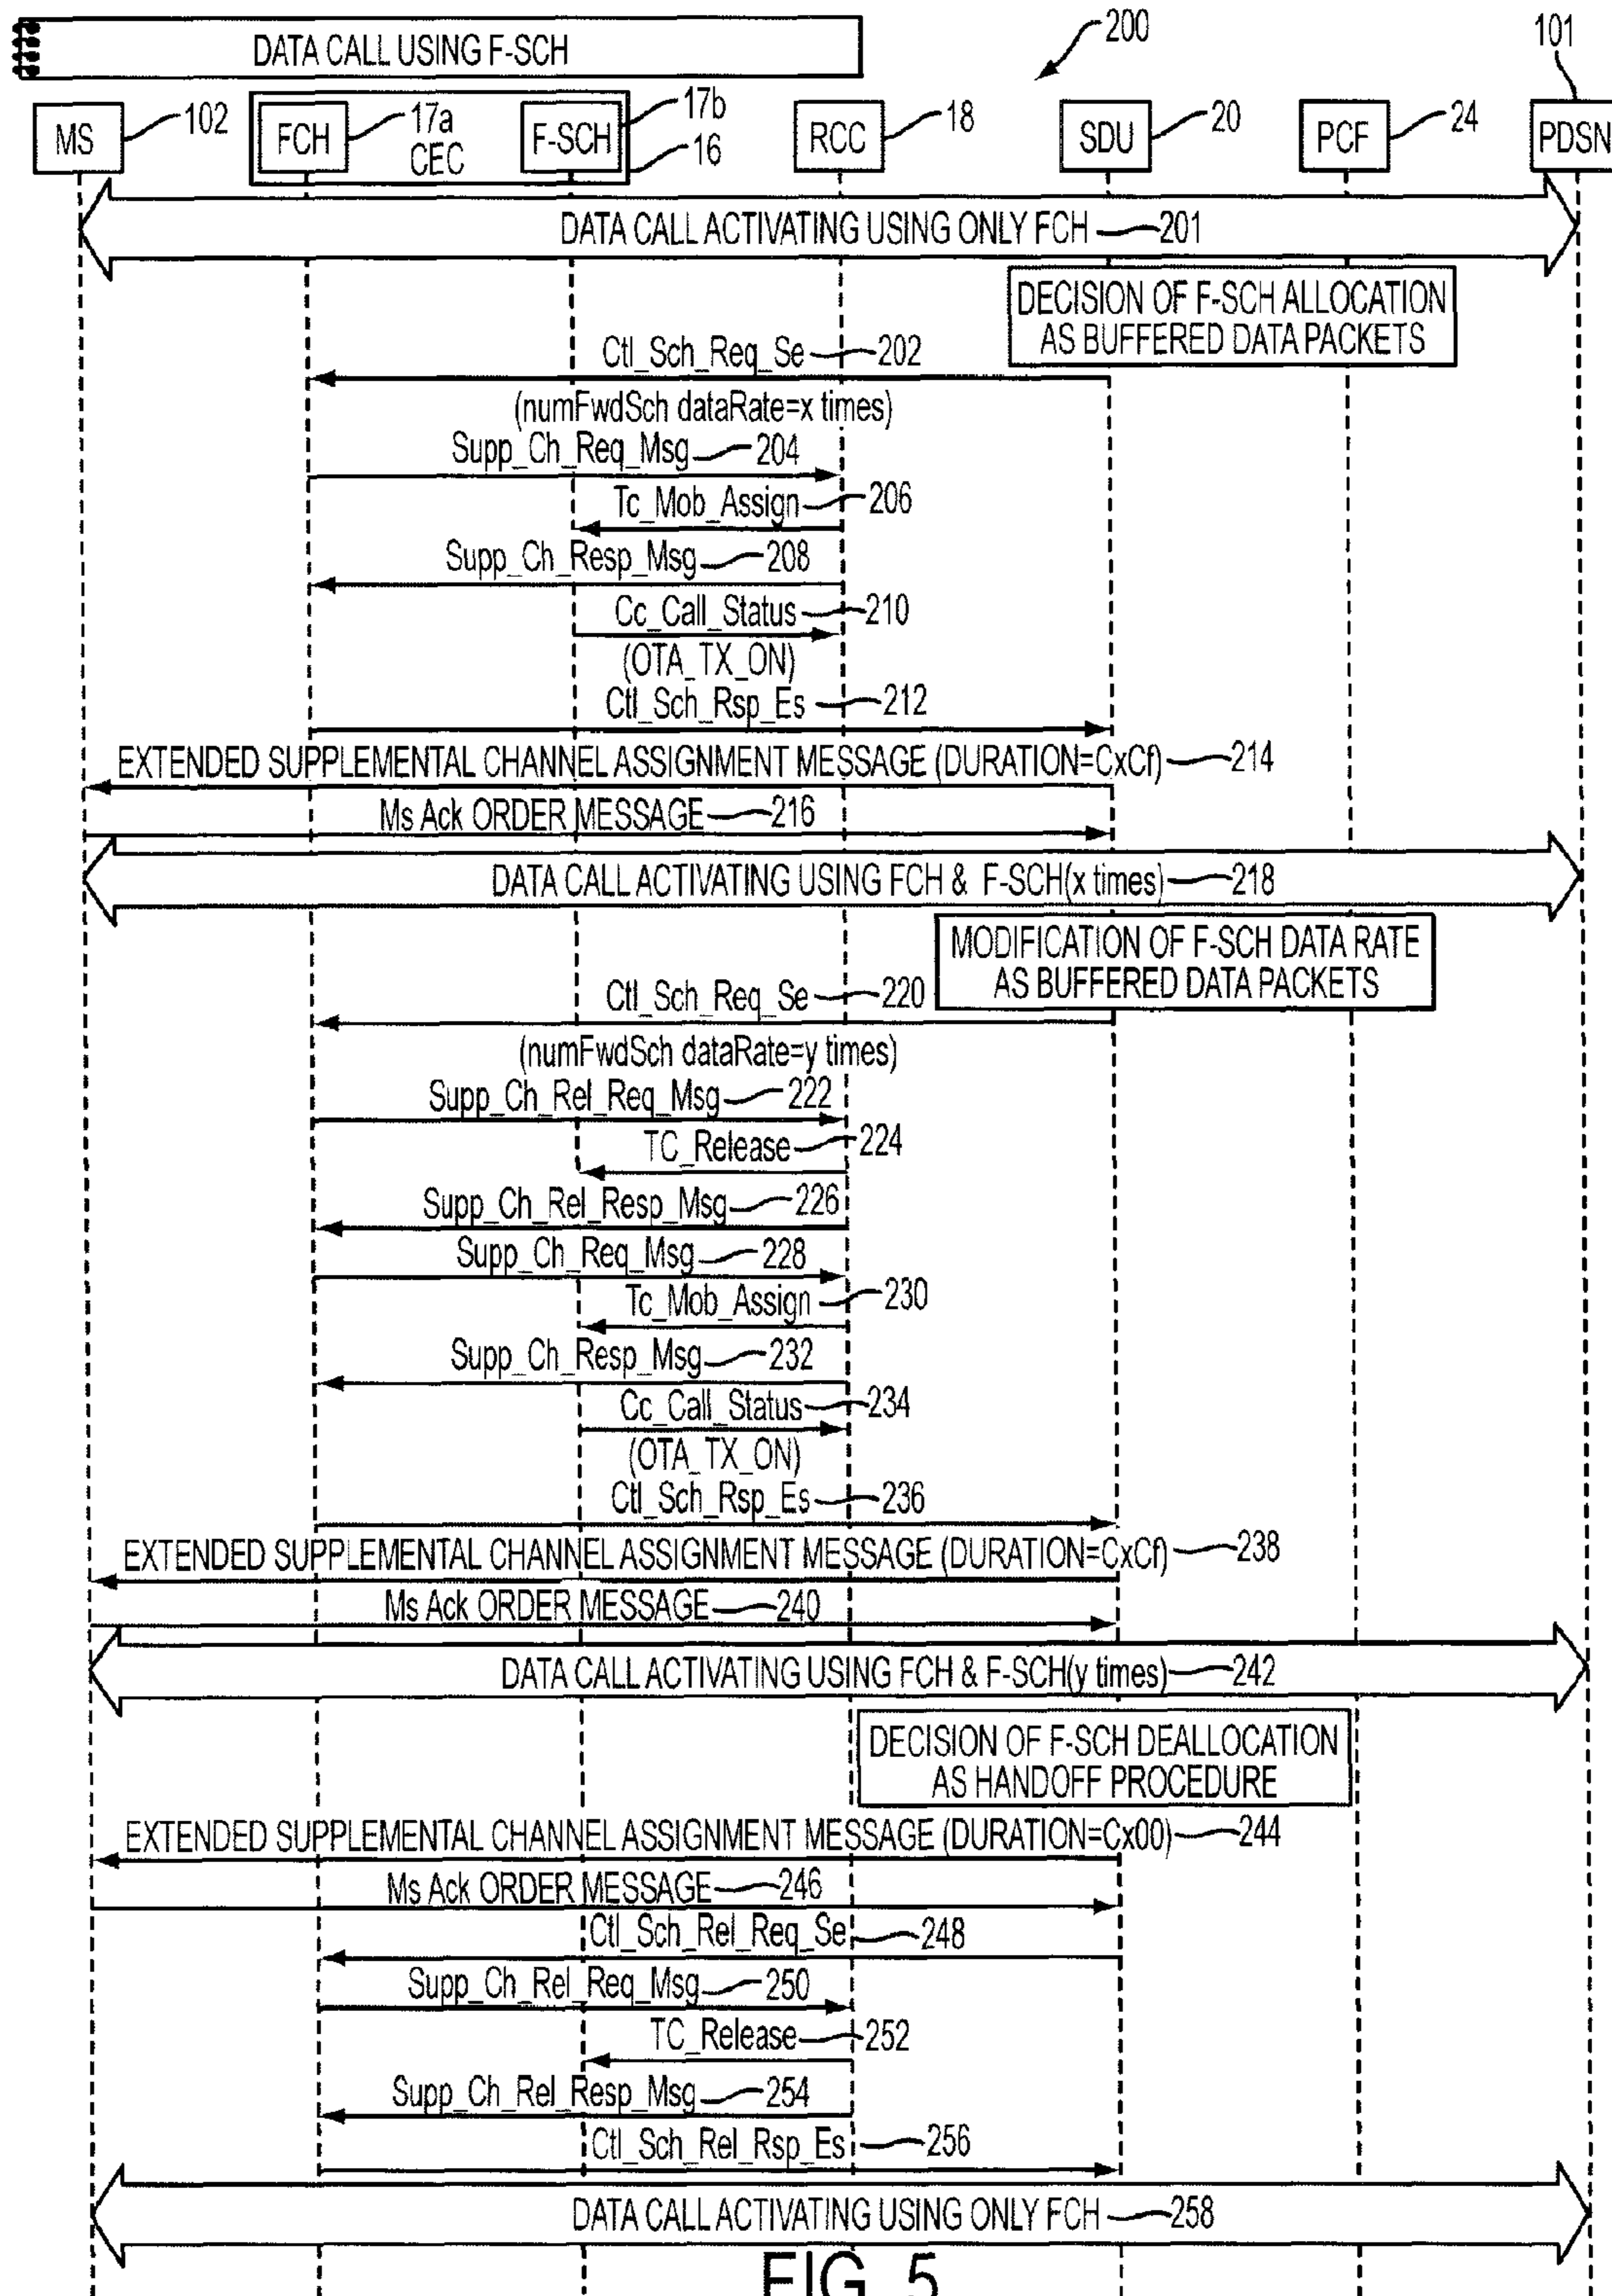 200
101
DATA CALL USING F-SCH
MS
102
FCH
17a
CEC
F-SCH
17b
16
RCC
18
SDU
20
PCF
24
PDSN
DATA CALL ACTIVATING USING ONLY FCH 201
DECISION OF F-SCH ALLOCATION
AS BUFFERED DATA PACKETS
Ctl_Sch_Req_Se 202
(numFwdSch dataRate=x times)
Supp_Ch_Req_Msg 204
Tc_Mob_Assign 206
Supp_Ch_Resp_Msg 208
Cc_Call_Status 210
(OTA_TX_ON)
Ctl_Sch_Rsp_Es 212
EXTENDED SUPPLEMENTAL CHANNEL ASSIGNMENT MESSAGE (DURATION=CxCf) 214
Ms Ack ORDER MESSAGE 216
DATA CALL ACTIVATING USING FCH & F-SCH(x times) 218
MODIFICATION OF F-SCH DATA RATE
AS BUFFERED DATA PACKETS
Ctl_Sch_Req_Se 220
(numFwdSch dataRate=y times)
Supp_Ch_Rel_Req_Msg 222
TC_Release 224
Supp_Ch_Rel_Resp_Msg 226
Supp_Ch_Req_Msg 228
Tc_Mob_Assign 230
Supp_Ch_Resp_Msg 232
Cc_Call_Status 234
(OTA_TX_ON)
Ctl_Sch_Rsp_Es 236
EXTENDED SUPPLEMENTAL CHANNEL ASSIGNMENT MESSAGE (DURATION=CxCf) 238
Ms Ack ORDER MESSAGE 240
DATA CALL ACTIVATING USING FCH & F-SCH(y times) 242
DECISION OF F-SCH DEALLOCATION
AS HANDOFF PROCEDURE
EXTENDED SUPPLEMENTAL CHANNEL ASSIGNMENT MESSAGE (DURATION=Cx00) 244
Ms Ack ORDER MESSAGE 246
Ctl_Sch_Rel_Req_Se 248
Supp_Ch_Rel_Req_Msg 250
TC_Release 252
Supp_Ch_Rel_Resp_Msg 254
Ctl_Sch_Rel_Rsp_Es 256
DATA CALL ACTIVATING USING ONLY FCH 258
FIG. 5